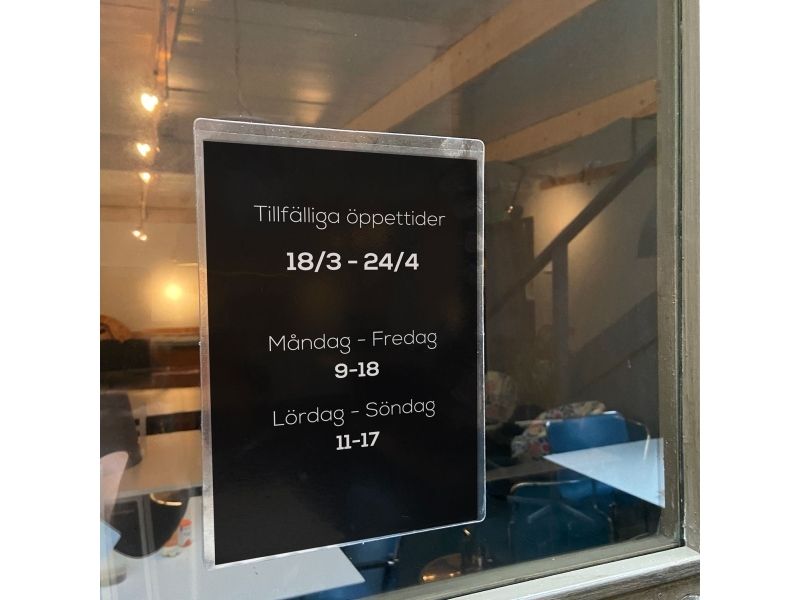 Tillfälliga öppettider
18/3 - 24/4
Måndag - Fredag
9-18
Lördag - Söndag
11-17